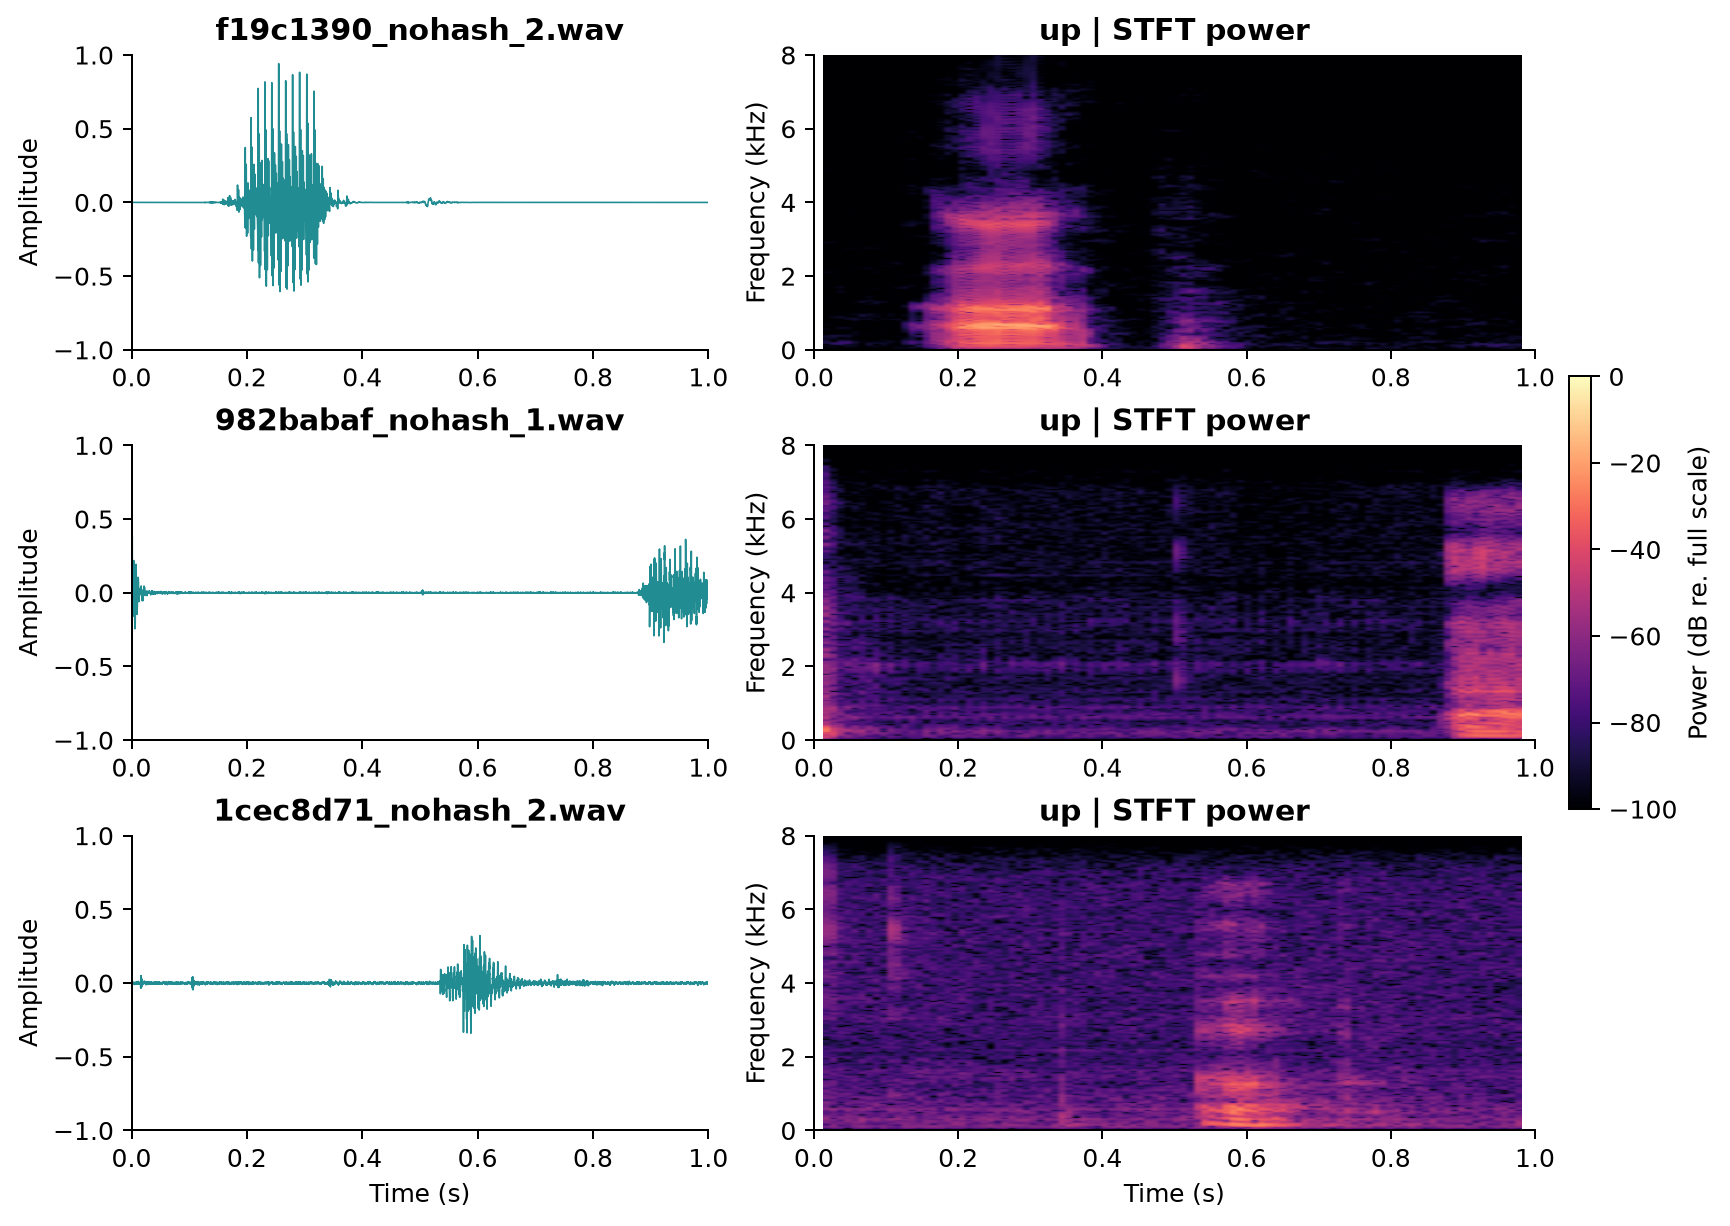 f19c1390_nohash_2.wav
up | STFT power
1.0
0.5
0.0
−0.5
−1.0
Amplitude
0.0 0.2 0.4 0.6 0.8 1.0
8
6
4
2
0
Frequency (kHz)
0.0 0.2 0.4 0.6 0.8 1.0
982babaf_nohash_1.wav
up | STFT power
1.0
0.5
0.0
−0.5
−1.0
Amplitude
0.0 0.2 0.4 0.6 0.8 1.0
8
6
4
2
0
Frequency (kHz)
0.0 0.2 0.4 0.6 0.8 1.0
0
−20
−40
−60
−80
−100
Power (dB re. full scale)
1cec8d71_nohash_2.wav
up | STFT power
1.0
0.5
0.0
−0.5
−1.0
Amplitude
0.0 0.2 0.4 0.6 0.8 1.0
Time (s)
8
6
4
2
0
Frequency (kHz)
0.0 0.2 0.4 0.6 0.8 1.0
Time (s)